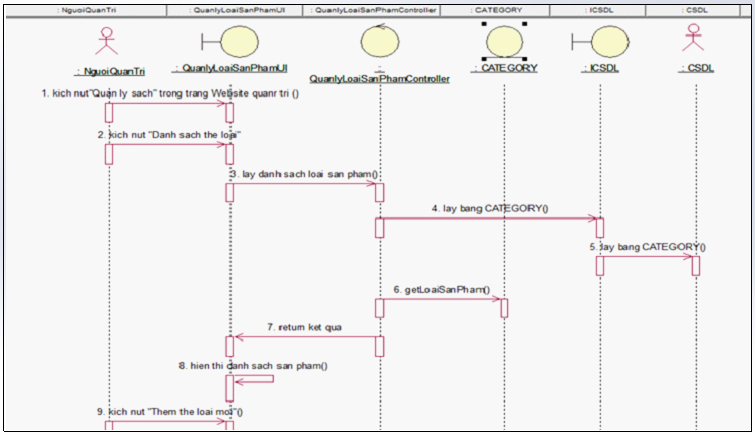 : NguoiQuanTri : QuanlyLoaiSanPhamUI : QuanlyLoaiSanPhamController : CATEGORY : ICSDL : CSDL
: NguoiQuanTri : QuanlyLoaiSanPhamUI : : CATEGORY : ICSDL : CSDL
QuanlyLoaiSanPhamController
1. kich nut"Quan ly sach" trong trang Website quanr tri ()
2. kich nut "Danh sach the loai"
3. lay danh sach loai san pham()
4. lay bang CATEGORY()
5. lay bang CATEGORY()
6. getLoaiSanPham()
7. return ket qua
8. hien thi danh sach san pham()
9. kich nut "Them the loai moi"()